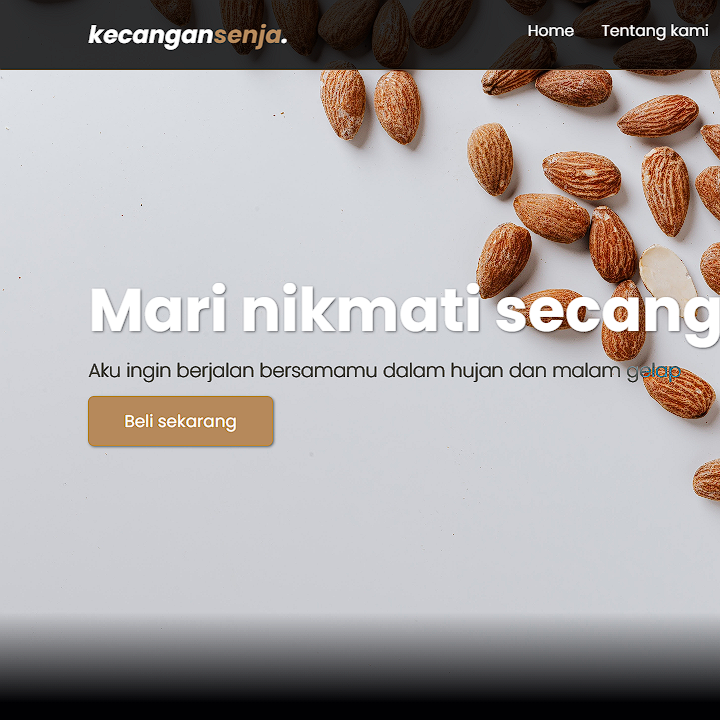 kecangansenja.
Home Tentang kami
Mari nikmati secang
Aku ingin berjalan bersamamu dalam hujan dan malam gelap.
Beli sekarang